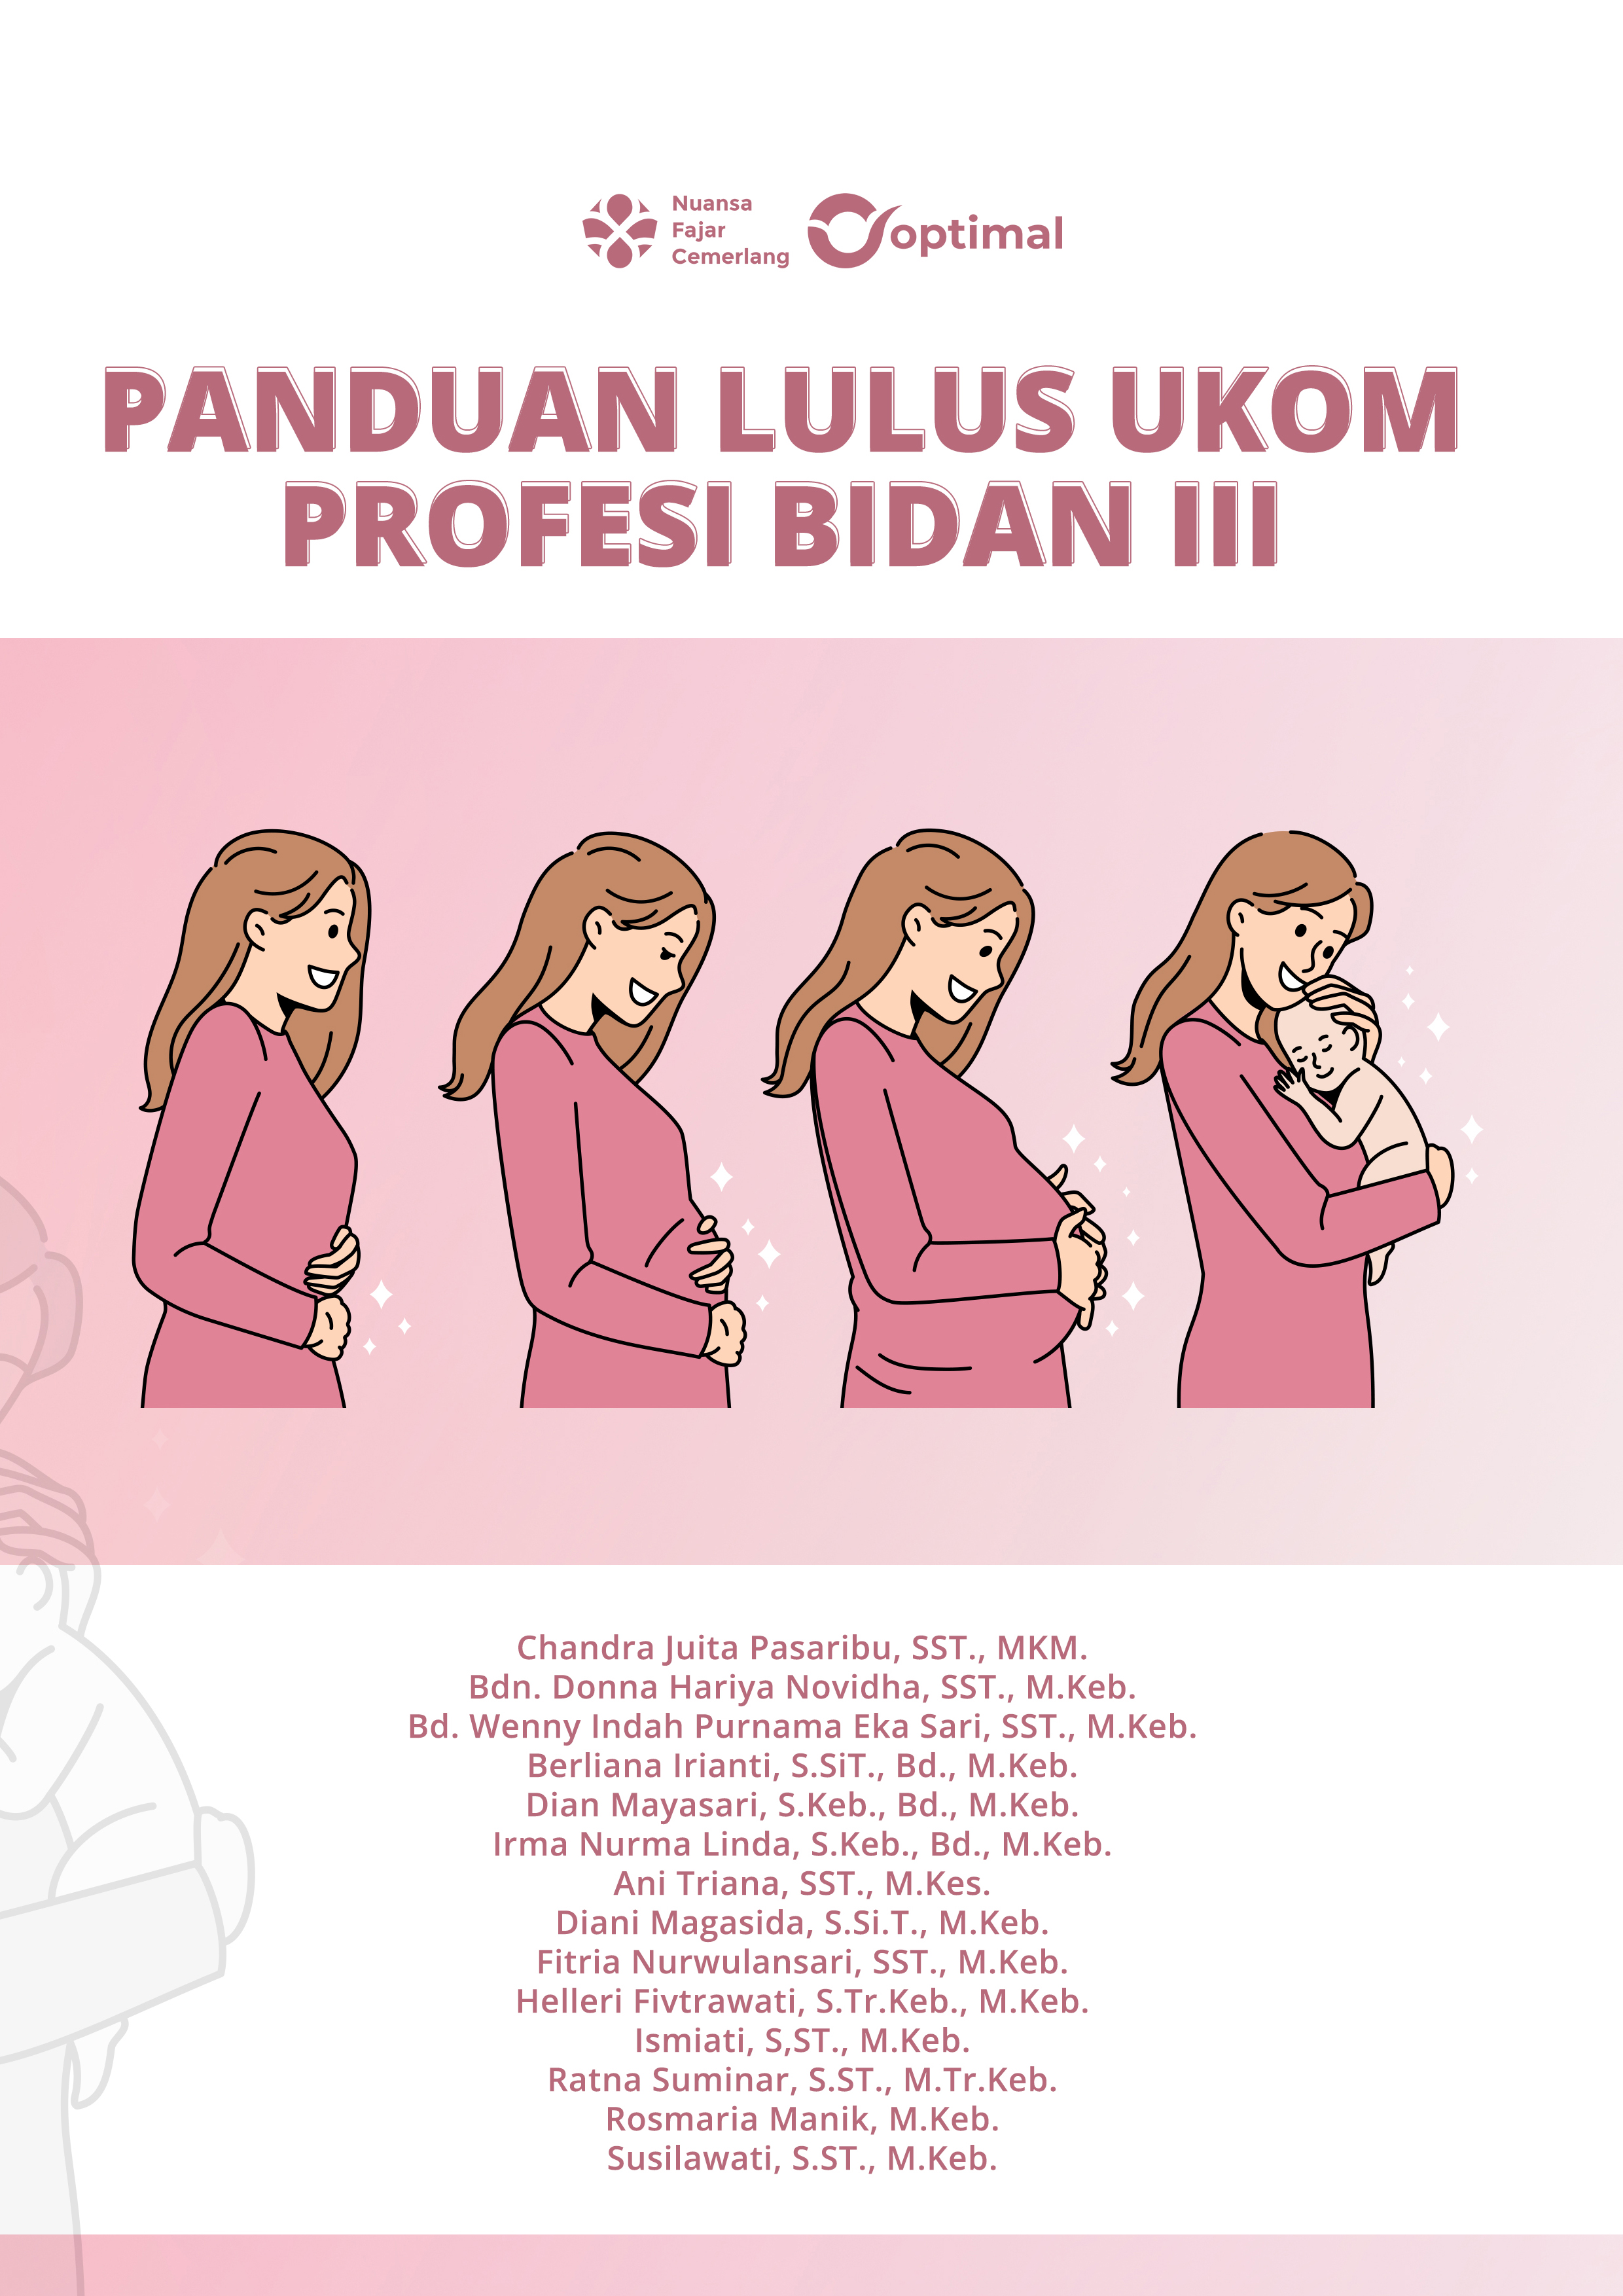 Nuansa
Fajar
Cemerlang
optimal
PANDUAN LULUS UKOM
PROFESI BIDAN III
Chandra Juita Pasaribu, SST., MKM.
Bdn. Donna Hariya Novidha, SST., M.Keb.
Bd. Wenny Indah Purnama Eka Sari, SST., M.Keb.
Berliana Irianti, S.SiT., Bd., M.Keb.
Dian Mayasari, S.Keb., Bd., M.Keb.
Irma Nurma Linda, S.Keb., Bd., M.Keb.
Ani Triana, SST., M.Kes.
Diani Magasida, S.Si.T., M.Keb.
Fitria Nurwulansari, SST., M.Keb.
Helleri Fivtrawati, S.Tr.Keb., M.Keb.
Ismiati, S,ST., M.Keb.
Ratna Suminar, S.ST., M.Tr.Keb.
Rosmaria Manik, M.Keb.
Susilawati, S.ST., M.Keb.